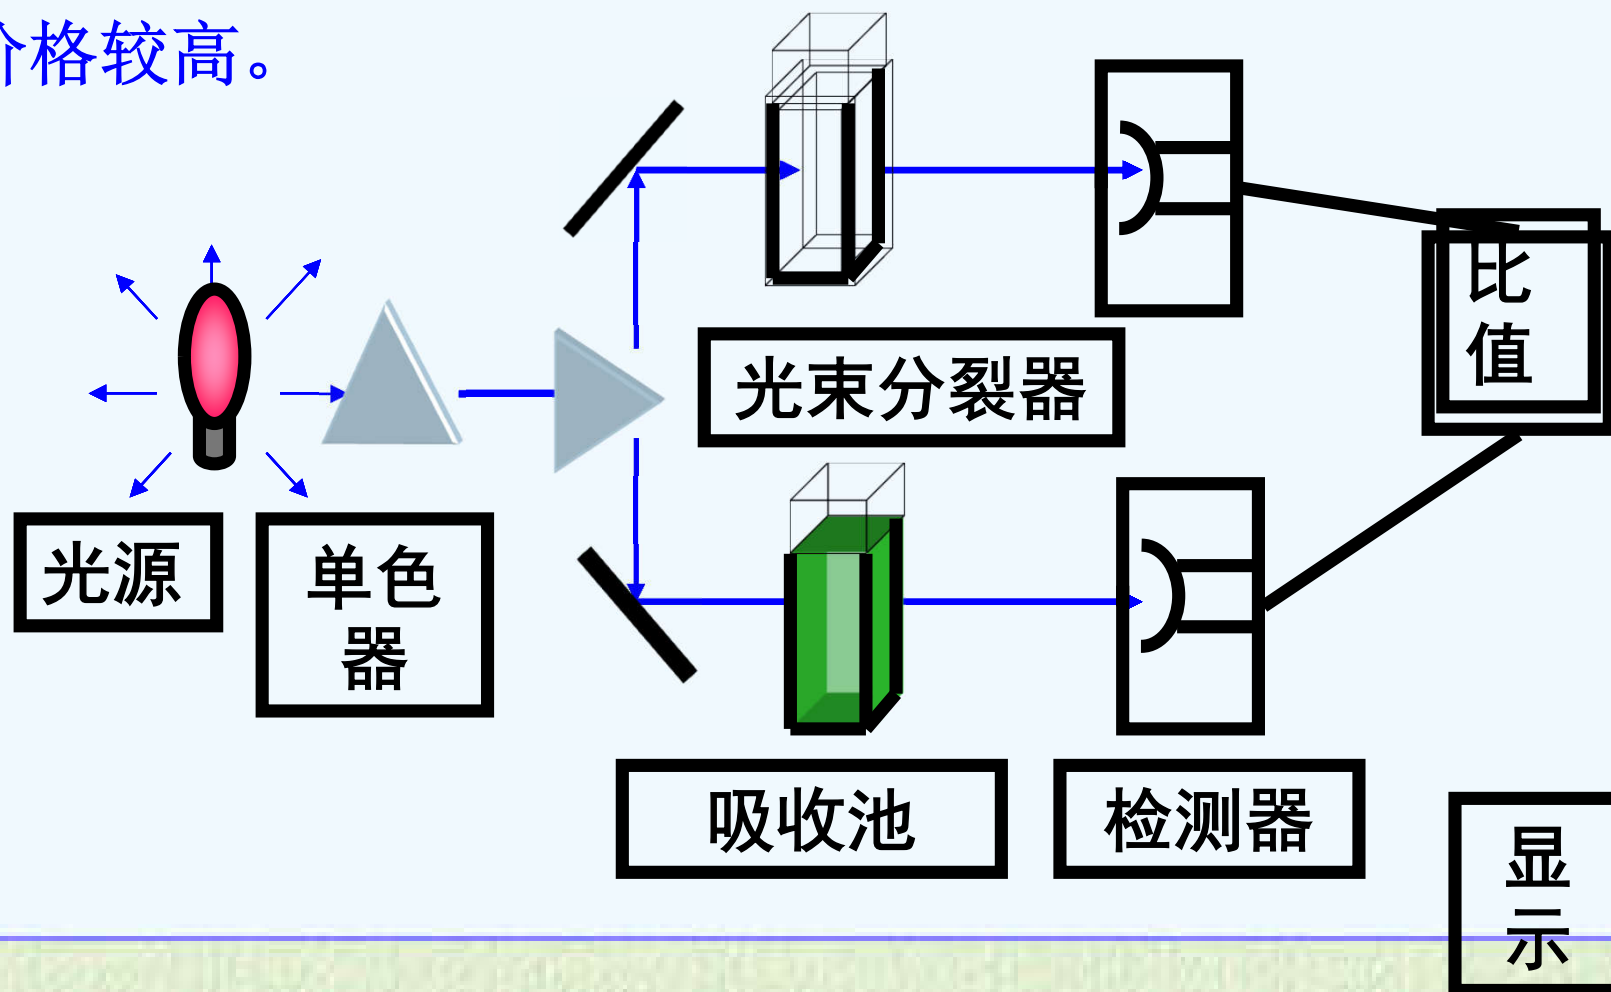 价格较高。
比
值
光束分裂器
光源
单色
器
吸收池
检测器
显
示